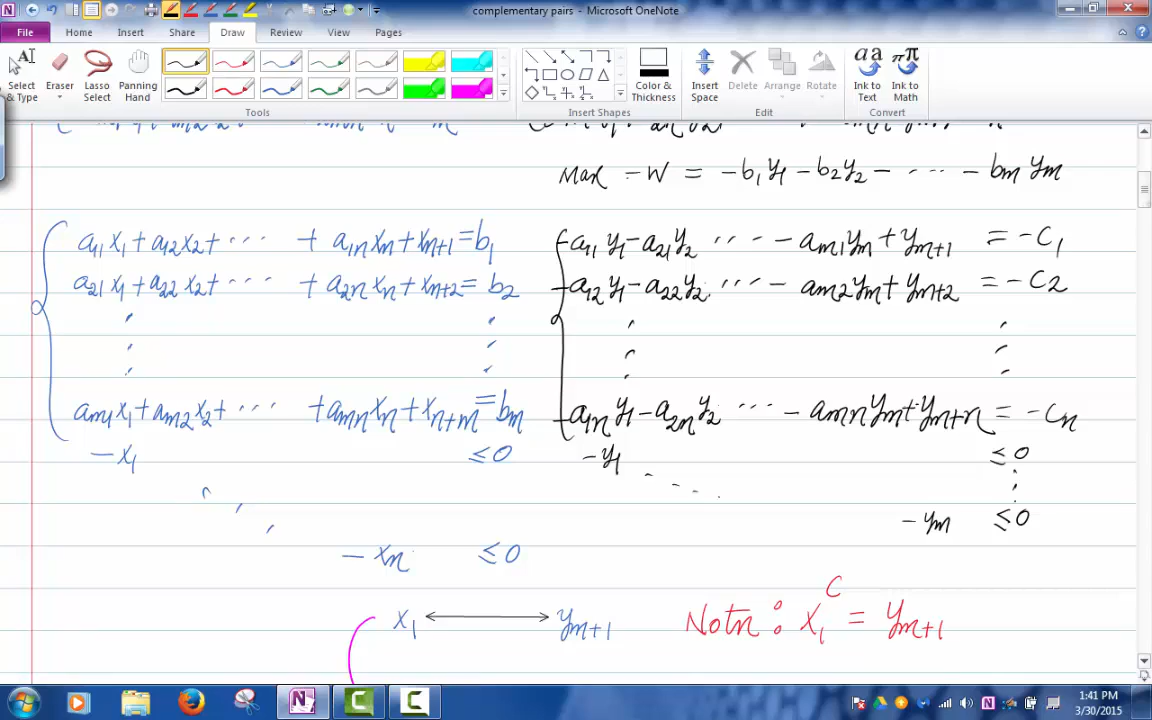 complementary pairs - Microsoft OneNote
File Home Insert Share Draw Review View Pages
Select & Type
Eraser
Lasso Select
Panning Hand
Color & Thickness
Insert Space
Delete
Arrange
Rotate
Ink to Text
Ink to Math
Tools
Insert Shapes
Edit
Convert
Max -W = -b₁y₁ - b₂y₂ - ... - bₘyₘ
a₁₁x₁ + a₁₂x₂ + ... + a₁ₙxₙ + xₙ₊₁ = b₁
a₂₁x₁ + a₂₂x₂ + ... + a₂ₙxₙ + xₙ₊₂ = b₂
aₘ₁x₁ + aₘ₂x₂ + ... + aₘₙxₙ + xₙ₊ₘ = bₘ
-x₁ ≤ 0
-xₙ ≤ 0
-a₁₁y₁ - a₂₁y₂ ... - aₘ₁yₘ + yₘ₊₁ = -C₁
-a₁₂y₁ - a₂₂y₂ ... - aₘ₂yₘ + yₘ₊₂ = -C₂
-a₁ₙy₁ - a₂ₙy₂ ... - aₘₙyₘ + yₘ₊ₙ = -Cₙ
-y₁ ≤ 0
-yₘ ≤ 0
x₁ ⟷ yₘ₊₁
Notn : x₁ᶜ = yₘ₊₁
1:41 PM
3/30/2015